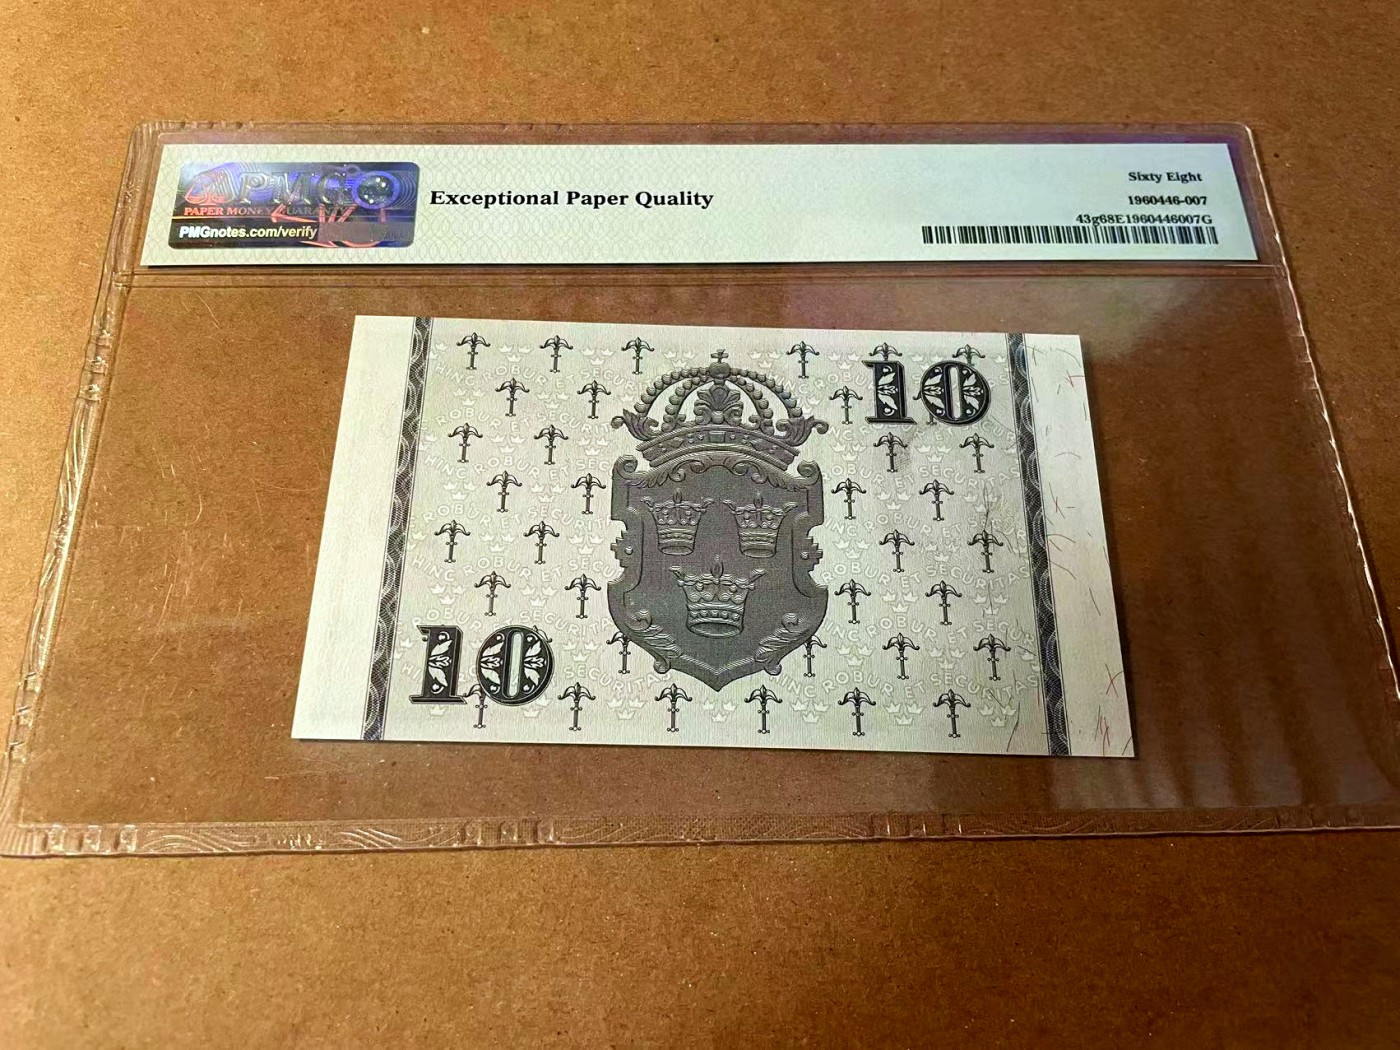 PMG
PAPER MONEY GUARANTY
PMGnotes.com/verify
Exceptional Paper Quality
Sixty Eight
1960446-007
43g68E1960446007G
10
HINC ROBUR ET SECURITAS
10